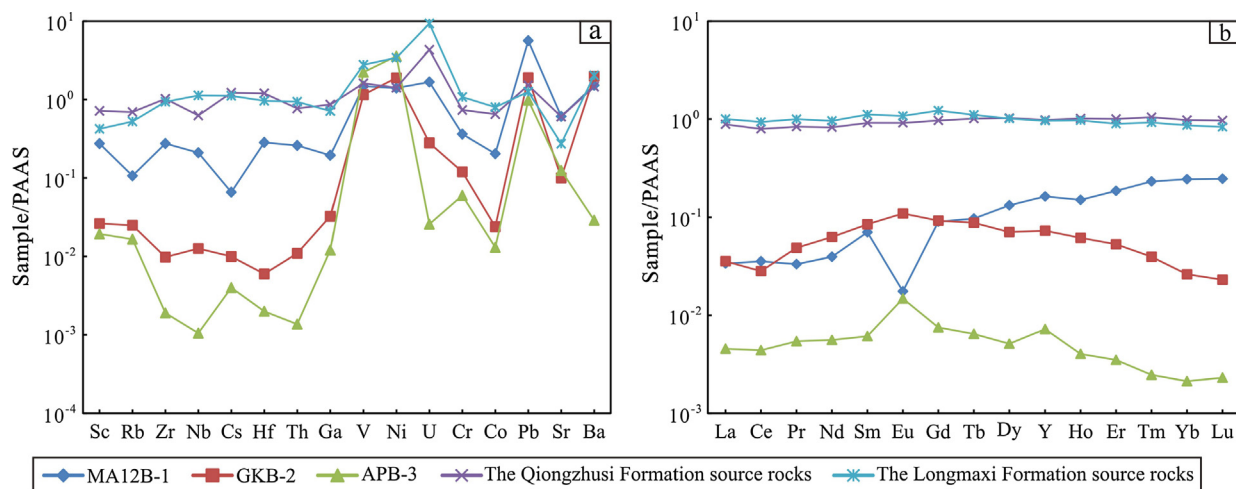 a
10^1
10^0
10^-1
10^-2
10^-3
10^-4
Sample/PAAS
Sc Rb Zr Nb Cs Hf Th Ga V Ni U Cr Co Pb Sr Ba
b
10^1
10^0
10^-1
10^-2
10^-3
Sample/PAAS
La Ce Pr Nd Sm Eu Gd Tb Dy Y Ho Er Tm Yb Lu
MA12B-1 GKB-2 APB-3 The Qiongzhusi Formation source rocks The Longmaxi Formation source rocks